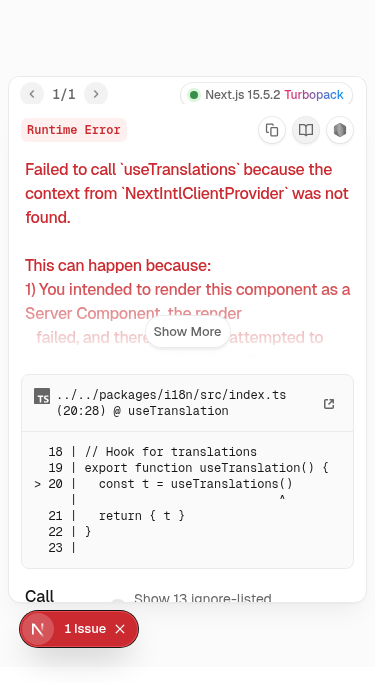 1/1
Next.js 15.5.2 Turbopack
Runtime Error
Failed to call `useTranslations` because the
context from `NextIntlClientProvider` was not
found.
This can happen because:
1) You intended to render this component as a
Server Component, the render
failed, and there attempted to
Show More
TS ../../packages/i18n/src/index.ts
(20:28) @ useTranslation
18 | // Hook for translations
19 | export function useTranslation() {
> 20 |   const t = useTranslations()
|                            ^
21 |   return { t }
22 | }
23 |
Call
Show 13 ignore-listed
N 1 Issue